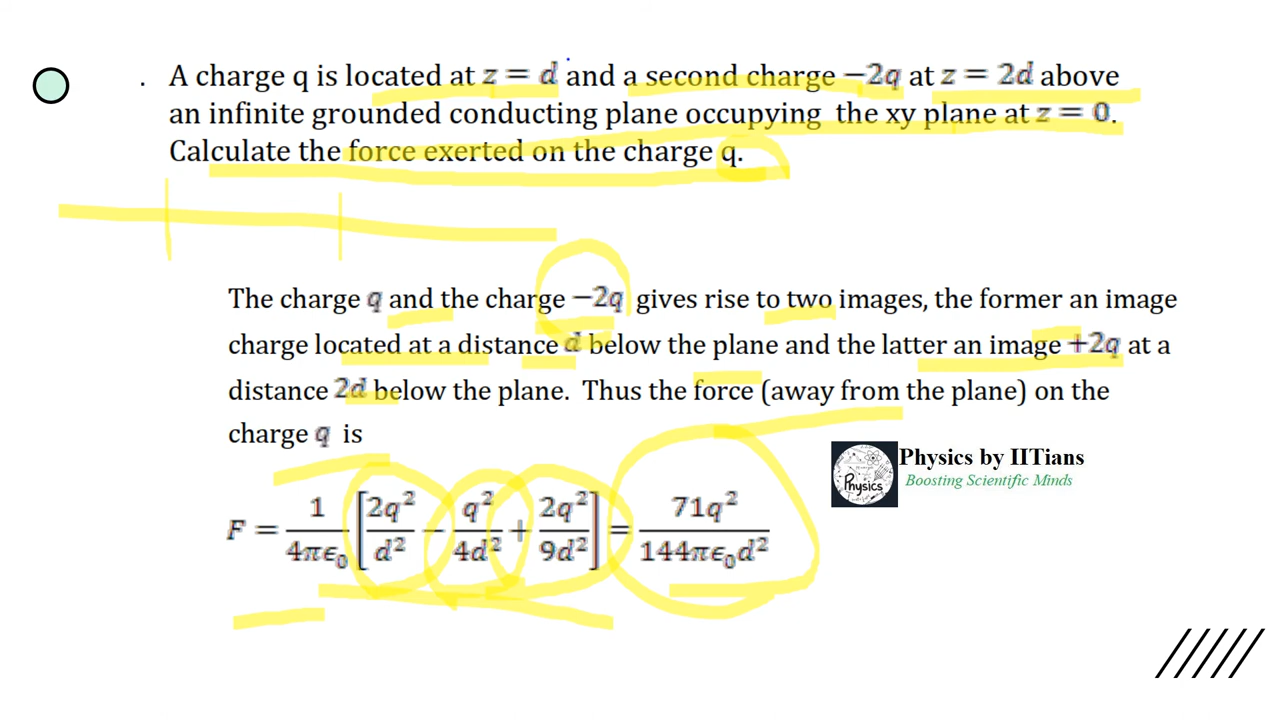 . A charge q is located at z = d and a second charge −2q at z = 2d above
an infinite grounded conducting plane occupying the xy plane at z = 0.
Calculate the force exerted on the charge q.
The charge q and the charge −2q gives rise to two images, the former an image
charge located at a distance d below the plane and the latter an image +2q at a
distance 2d below the plane. Thus the force (away from the plane) on the
charge q is
F = 1/4πϵ₀ [2q²/d² − q²/4d² + 2q²/9d²] = 71q²/144πϵ₀d²
Physics
Physics by IITians
Boosting Scientific Minds